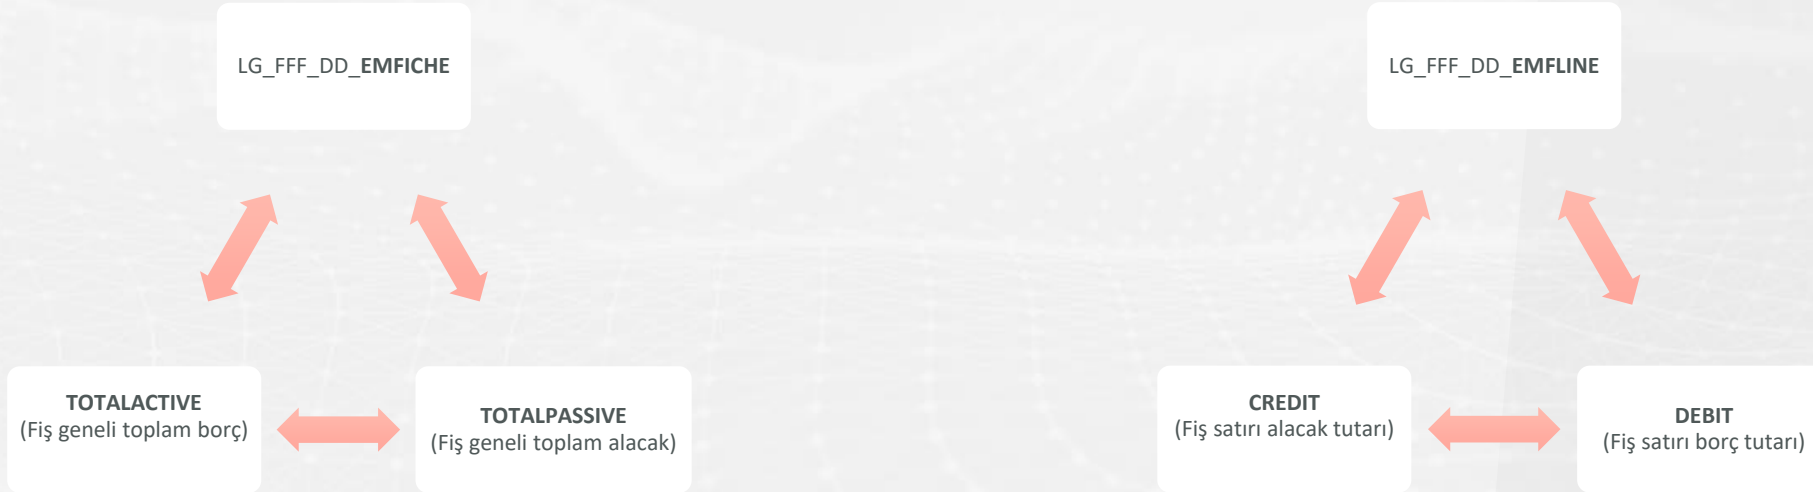 LG_FFF_DD_EMFICHE
LG_FFF_DD_EMFLINE
TOTALACTIVE
(Fiş geneli toplam borç)
TOTALPASSIVE
(Fiş geneli toplam alacak)
CREDIT
(Fiş satırı alacak tutarı)
DEBIT
(Fiş satırı borç tutarı)